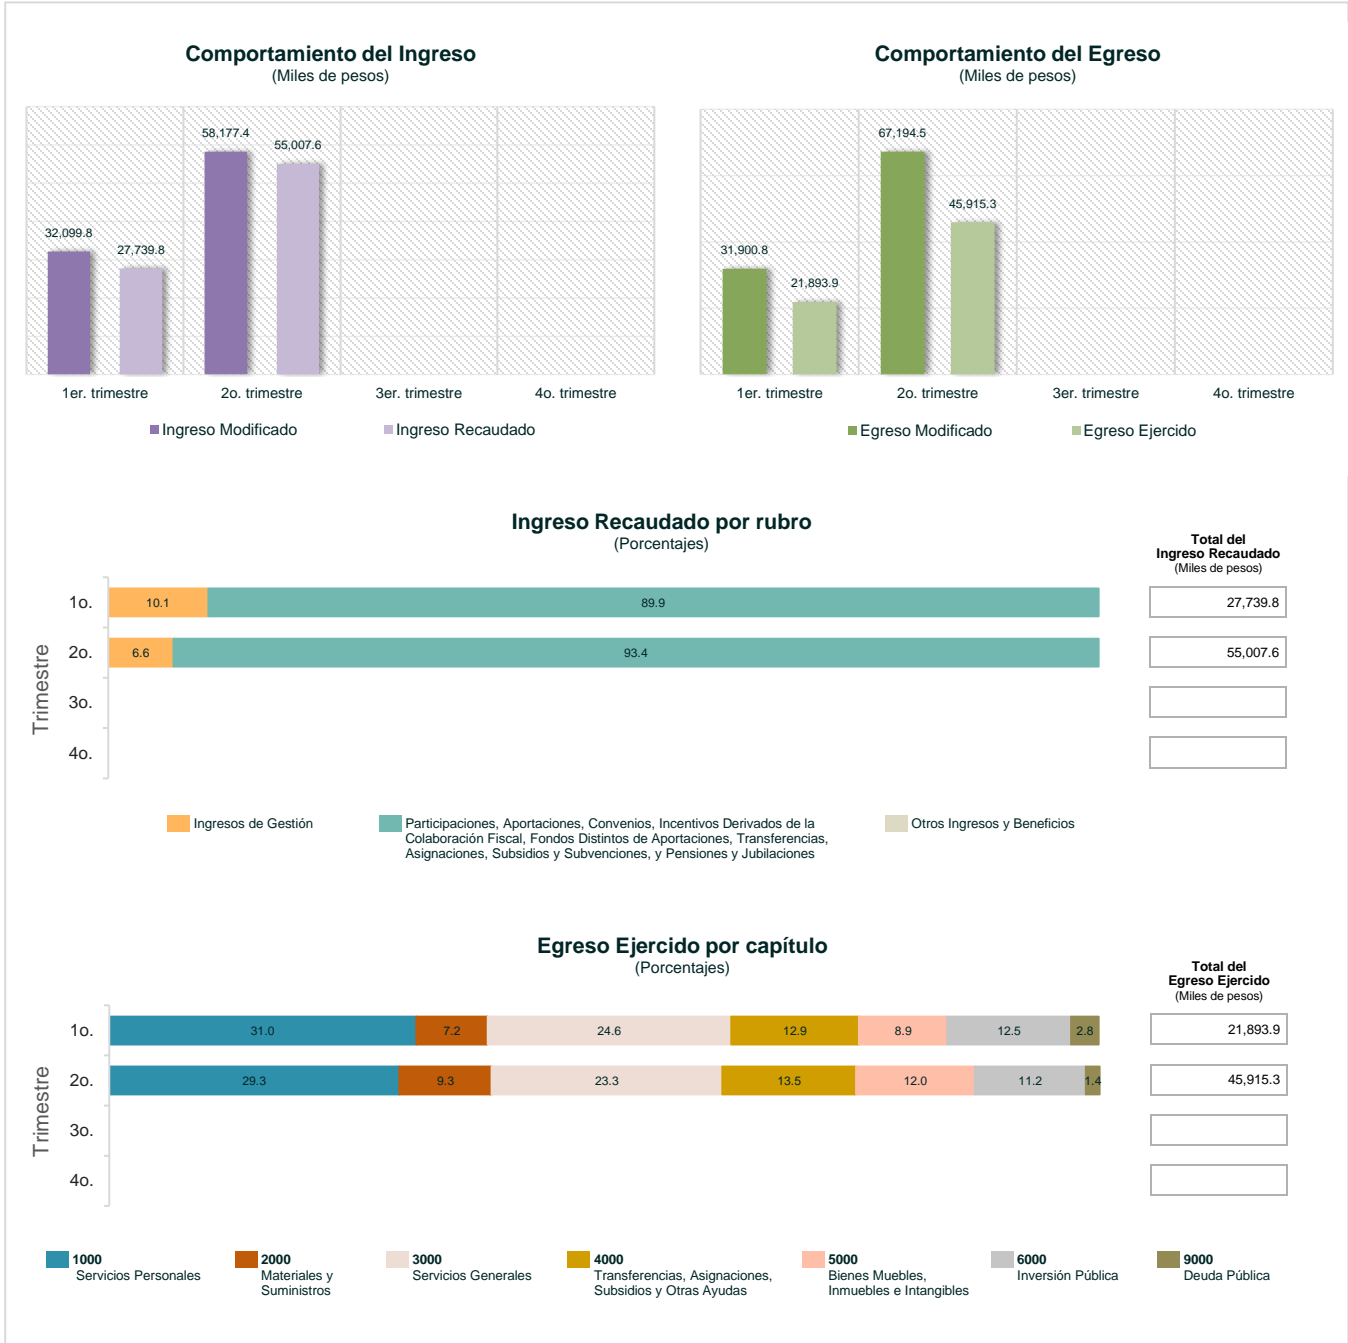 Comportamiento del Ingreso
(Miles de pesos)
58,177.4
55,007.6
32,099.8
27,739.8
1er. trimestre
2o. trimestre
3er. trimestre
4o. trimestre
Ingreso Modificado
Ingreso Recaudado
Comportamiento del Egreso
(Miles de pesos)
67,194.5
45,915.3
31,900.8
21,893.9
1er. trimestre
2o. trimestre
3er. trimestre
4o. trimestre
Egreso Modificado
Egreso Ejercido
Ingreso Recaudado por rubro
(Porcentajes)
Total del
Ingreso Recaudado
(Miles de pesos)
Trimestre
1o.
10.1
89.9
27,739.8
2o.
6.6
93.4
55,007.6
3o.
4o.
Ingresos de Gestión
Participaciones, Aportaciones, Convenios, Incentivos Derivados de la
Colaboración Fiscal, Fondos Distintos de Aportaciones, Transferencias,
Asignaciones, Subsidios y Subvenciones, y Pensiones y Jubilaciones
Otros Ingresos y Beneficios
Egreso Ejercido por capítulo
(Porcentajes)
Total del
Egreso Ejercido
(Miles de pesos)
Trimestre
1o.
31.0
7.2
24.6
12.9
8.9
12.5
2.8
21,893.9
2o.
29.3
9.3
23.3
13.5
12.0
11.2
1.4
45,915.3
3o.
4o.
1000
Servicios Personales
2000
Materiales y
Suministros
3000
Servicios Generales
4000
Transferencias, Asignaciones,
Subsidios y Otras Ayudas
5000
Bienes Muebles,
Inmuebles e Intangibles
6000
Inversión Pública
9000
Deuda Pública